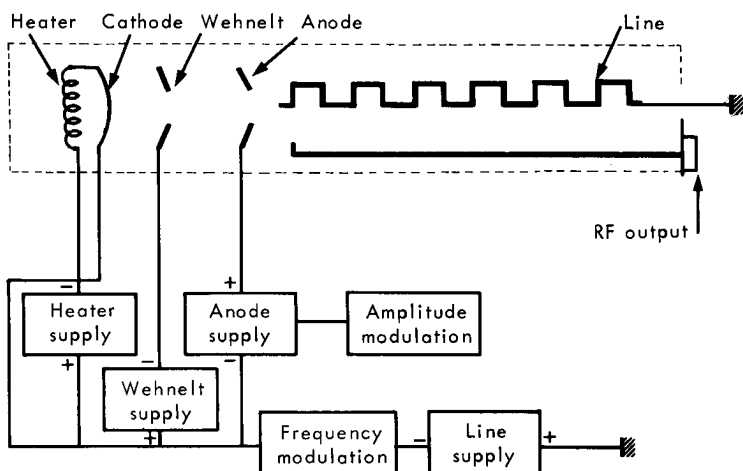 Heater Cathode Wehnelt Anode Line
RF output
−
+
Heater
supply
Anode
supply
Amplitude
modulation
+
−
−
Wehnelt
supply
+
Frequency
modulation
−
Line
supply
+